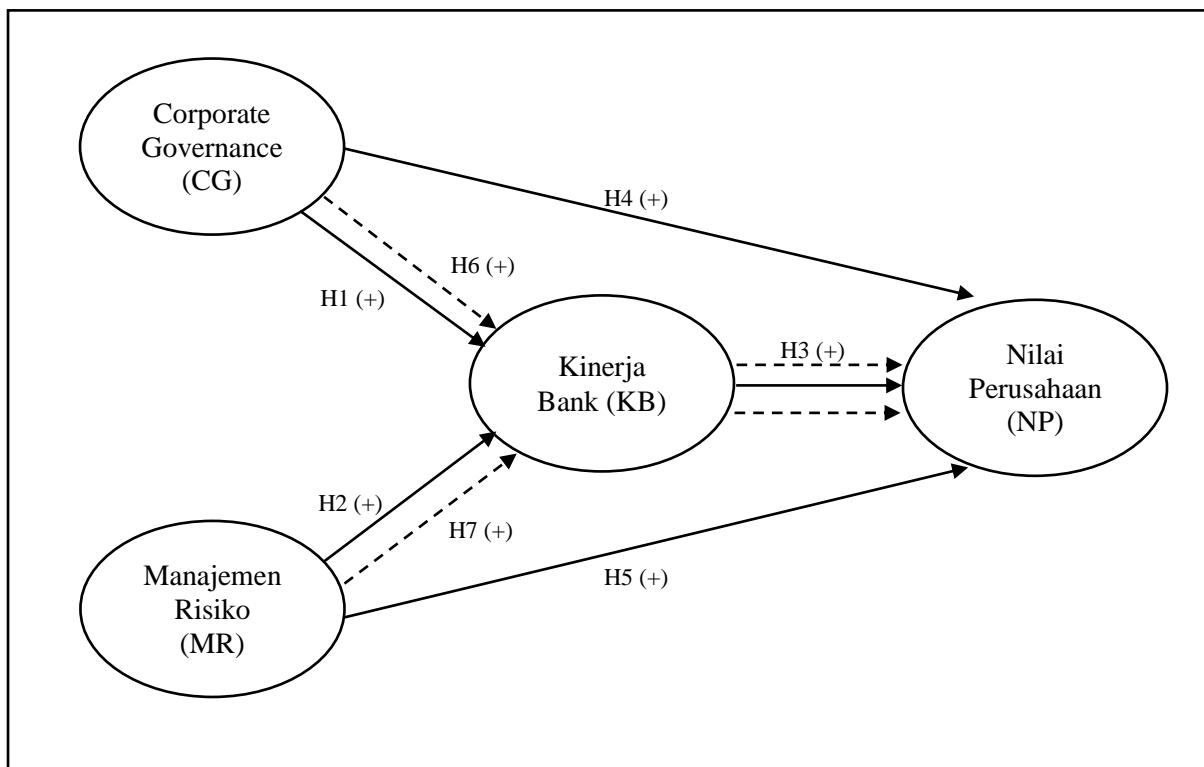 Corporate
Governance
(CG)
H4 (+)
H6 (+)
H1 (+)
Kinerja
Bank (KB)
H3 (+)
Nilai
Perusahaan
(NP)
H2 (+)
H7 (+)
Manajemen
Risiko
(MR)
H5 (+)